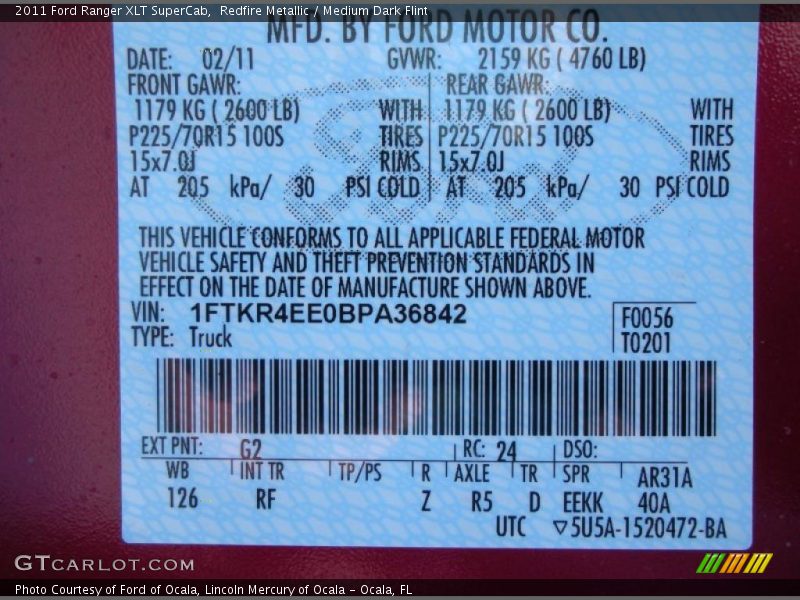 2011 Ford Ranger XLT SuperCab, Redfire Metallic / Medium Dark Flint
MFD. BY FORD MOTOR CO.
DATE: 02/11 GVWR: 2159 KG ( 4760 LB)
FRONT GAWR: REAR GAWR:
1179 KG ( 2600 LB) WITH 1179 KG ( 2600 LB) WITH
P225/70R15 100S TIRES P225/70R15 100S TIRES
15x7.0J RIMS 15x7.0J RIMS
AT 205 kPa/ 30 PSI COLD AT 205 kPa/ 30 PSI COLD
THIS VEHICLE CONFORMS TO ALL APPLICABLE FEDERAL MOTOR
VEHICLE SAFETY AND THEFT PREVENTION STANDARDS IN
EFFECT ON THE DATE OF MANUFACTURE SHOWN ABOVE.
VIN: 1FTKR4EE0BPA36842 F0056
TYPE: Truck T0201
EXT PNT: G2 RC: 24 DSO:
WB INT TR TP/PS R AXLE TR SPR AR31A
126 RF Z R5 D EEKK 40A
UTC ▽5U5A-1520472-BA
GTCARLOT.COM
Photo Courtesy of Ford of Ocala, Lincoln Mercury of Ocala - Ocala, FL